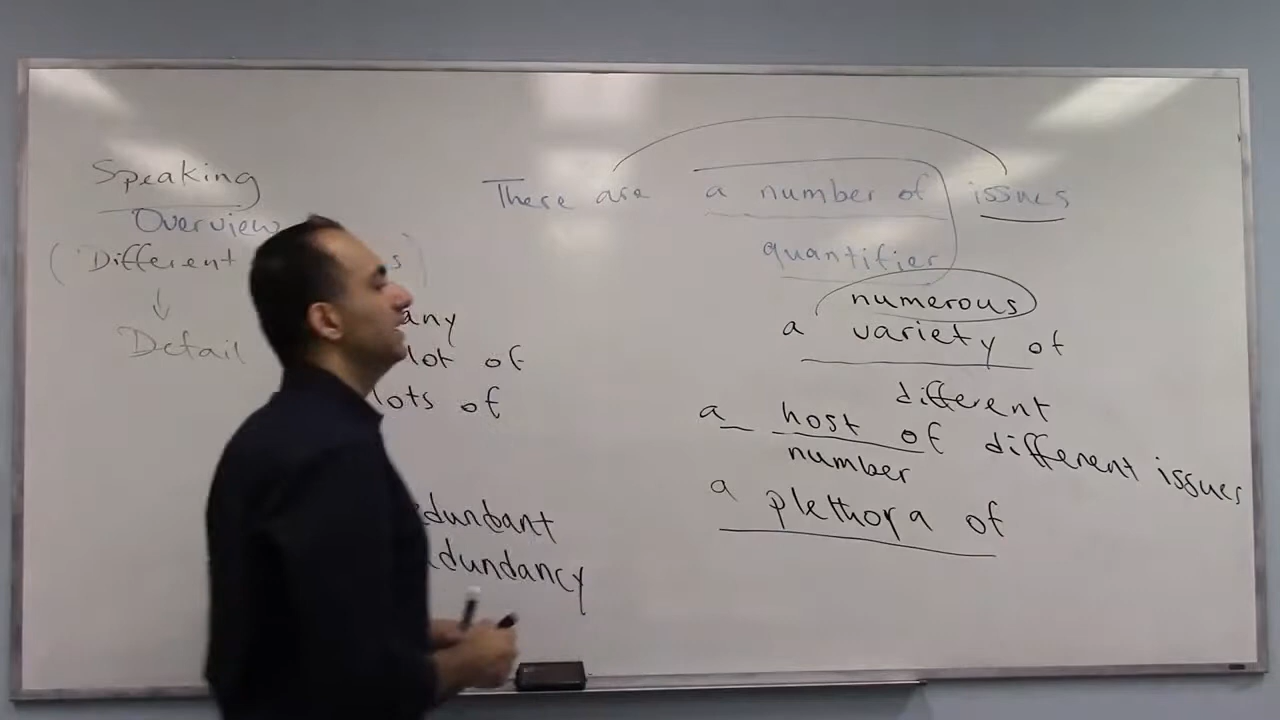 Speaking
Overview
(Different s)
Detail
any
lot of
lots of
edundant
dundancy
There are a number of issues
quantifier
numerous
a variety of
different
a host of different issues
number
a plethora of